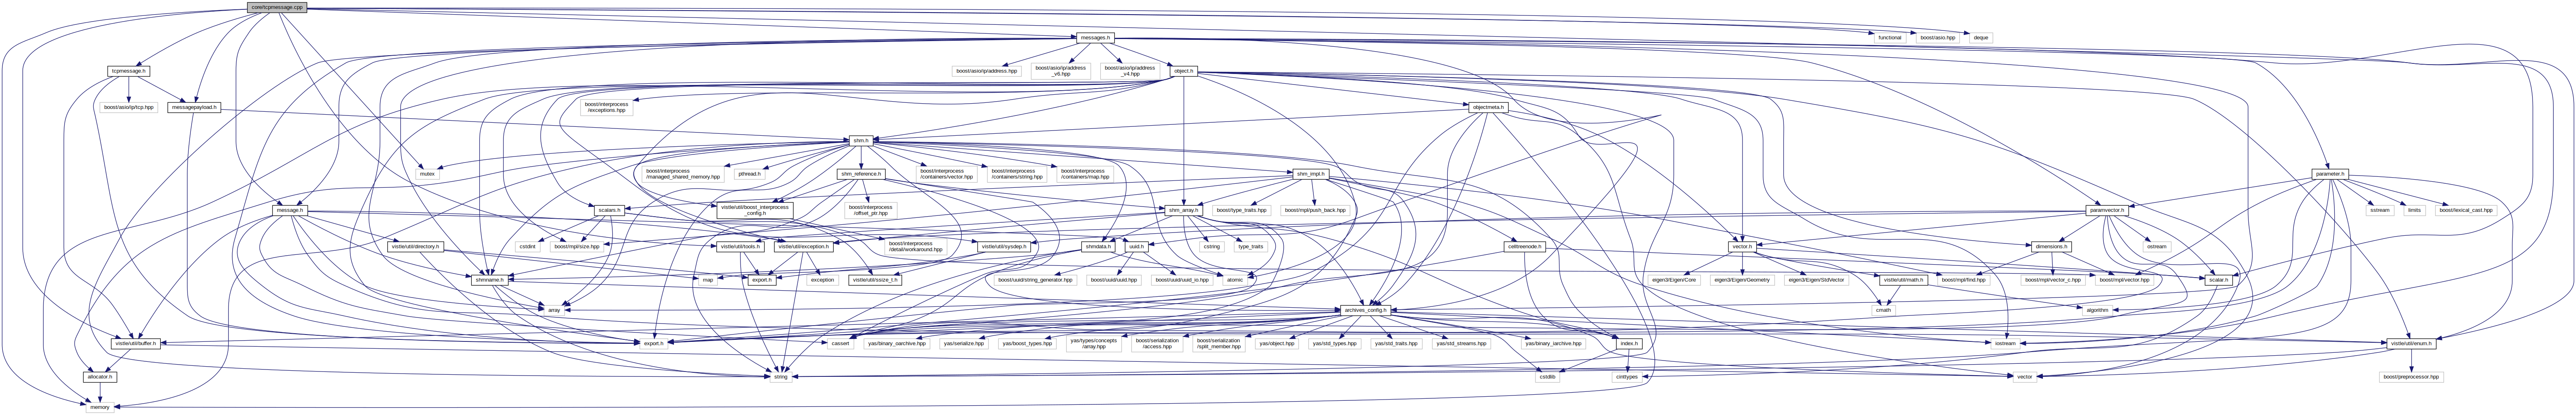 core/tcpmessage.cpp
messages.h
functional
boost/asio.hpp
deque
tcpmessage.h
boost/asio/ip/address.hpp
boost/asio/ip/address
_v6.hpp
boost/asio/ip/address
_v4.hpp
object.h
boost/asio/ip/tcp.hpp
messagepayload.h
boost/interprocess
/exceptions.hpp
objectmeta.h
shm.h
mutex
boost/interprocess
/managed_shared_memory.hpp
pthread.h
shm_reference.h
boost/interprocess
/containers/vector.hpp
boost/interprocess
/containers/string.hpp
boost/interprocess
/containers/map.hpp
shm_impl.h
parameter.h
message.h
scalars.h
vistle/util/boost_interprocess
_config.h
boost/interprocess
/offset_ptr.hpp
shm_array.h
boost/type_traits.hpp
boost/mpl/push_back.hpp
paramvector.h
sstream
limits
boost/lexical_cast.hpp
vistle/util/directory.h
cstdint
boost/mpl/size.hpp
vistle/util/tools.h
vistle/util/exception.h
boost/interprocess
/detail/workaround.hpp
vistle/util/sysdep.h
shmdata.h
uuid.h
cstring
type_traits
celltreenode.h
vector.h
dimensions.h
ostream
shmname.h
map
export.h
exception
vistle/util/ssize_t.h
boost/uuid/string_generator.hpp
boost/uuid/uuid.hpp
boost/uuid/uuid_io.hpp
atomic
eigen3/Eigen/Core
eigen3/Eigen/Geometry
eigen3/Eigen/StdVector
vistle/util/math.h
boost/mpl/find.hpp
boost/mpl/vector_c.hpp
boost/mpl/vector.hpp
scalar.h
array
archives_config.h
cmath
algorithm
vistle/util/buffer.h
export.h
cassert
yas/binary_oarchive.hpp
yas/serialize.hpp
yas/boost_types.hpp
yas/types/concepts
/array.hpp
boost/serialization
/access.hpp
boost/serialization
/split_member.hpp
yas/object.hpp
yas/std_types.hpp
yas/std_traits.hpp
yas/std_streams.hpp
yas/binary_iarchive.hpp
index.h
iostream
vistle/util/enum.h
allocator.h
string
cstdlib
cinttypes
vector
boost/preprocessor.hpp
memory